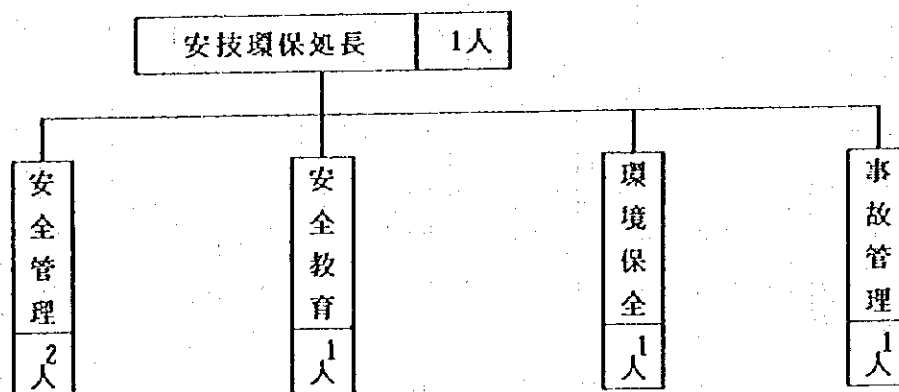 安技環保処長 1人
安全管理 2人
安全教育 1人
環境保全 1人
事故管理 1人